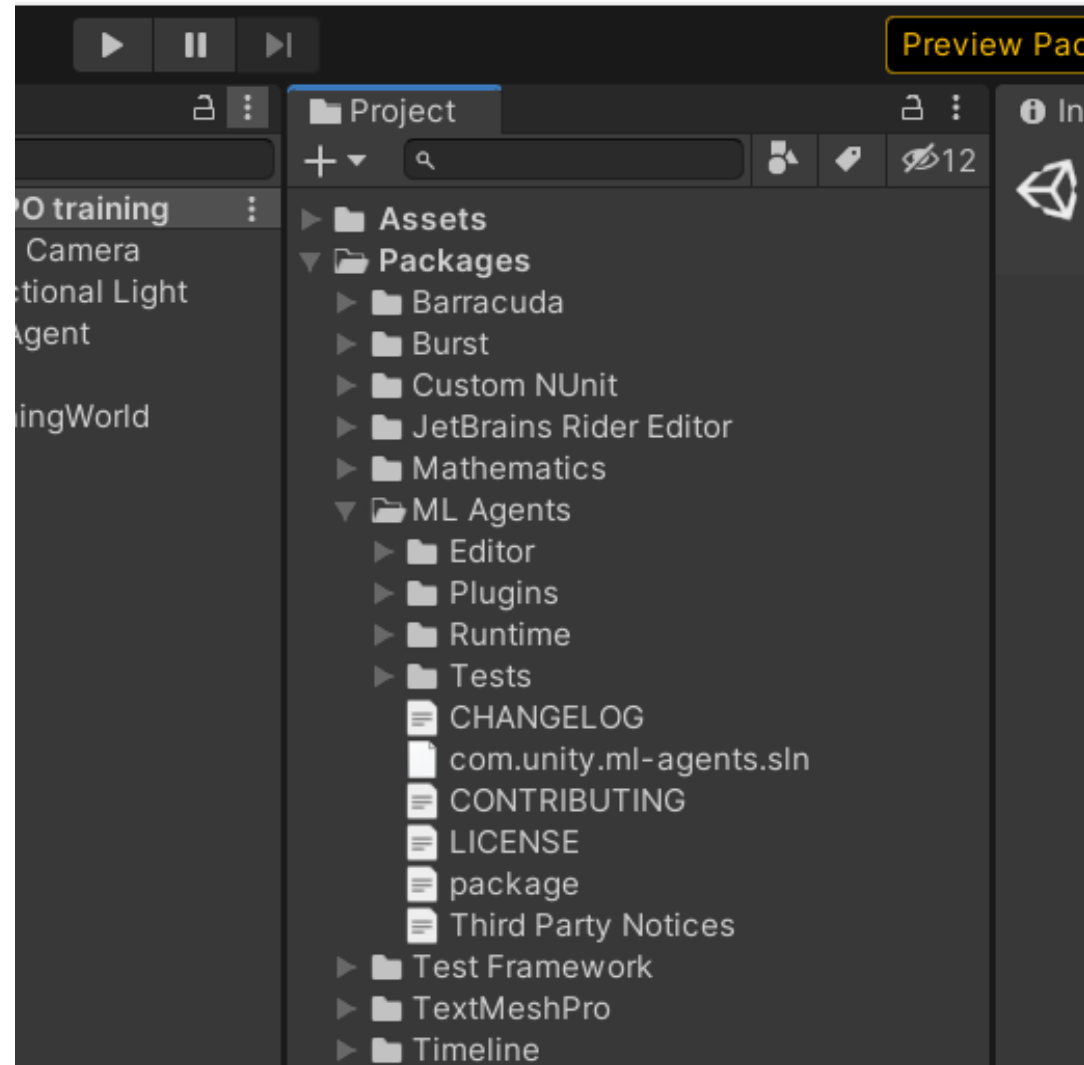 Preview Pac
Project
In
12
O training
Camera
tional Light
Agent
ingWorld
Assets
Packages
Barracuda
Burst
Custom NUnit
JetBrains Rider Editor
Mathematics
ML Agents
Editor
Plugins
Runtime
Tests
CHANGELOG
com.unity.ml-agents.sln
CONTRIBUTING
LICENSE
package
Third Party Notices
Test Framework
TextMeshPro
Timeline